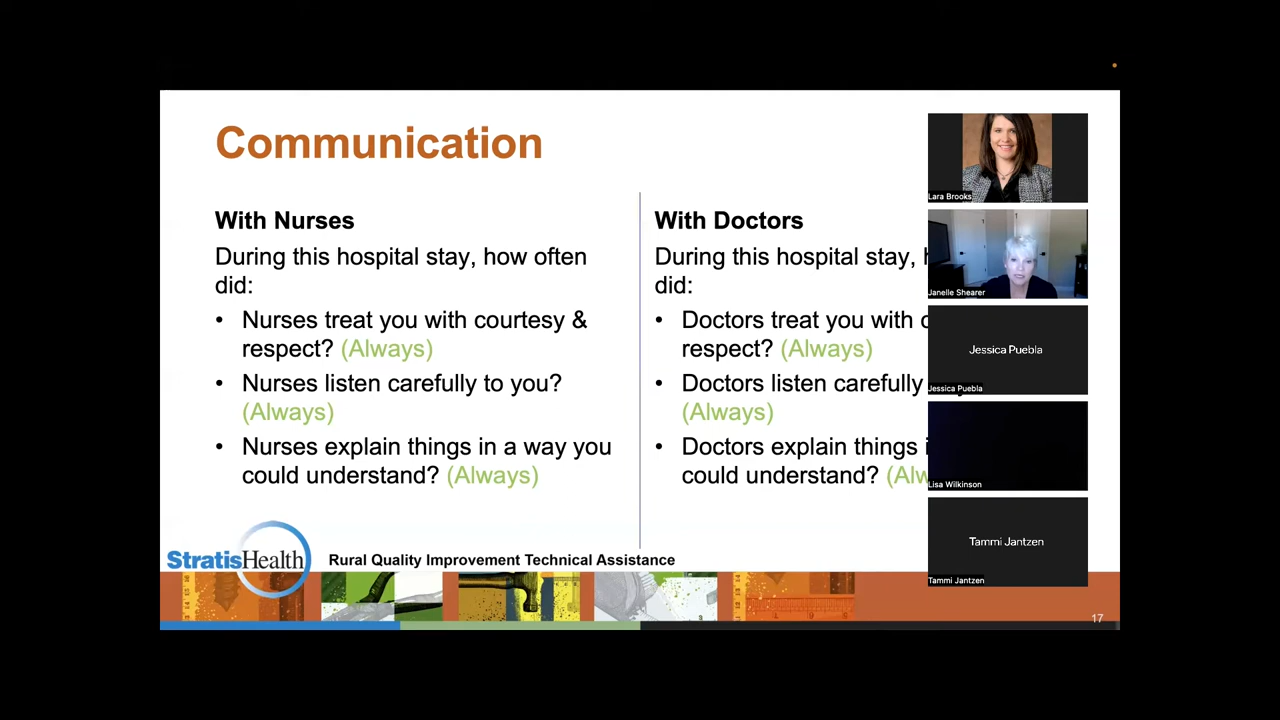 Communication
With Nurses
During this hospital stay, how often
did:
• Nurses treat you with courtesy &
respect? (Always)
• Nurses listen carefully to you?
(Always)
• Nurses explain things in a way you
could understand? (Always)
With Doctors
During this hospital stay,
did:
• Doctors treat you with
respect? (Always)
• Doctors listen carefully
(Always)
• Doctors explain things
could understand?
Lara Brooks
Janelle Shearer
Jessica Puebla
Jessica Puebla
Lisa Wilkinson
Tammi Jantzen
Tammi Jantzen
StratisHealth
Rural Quality Improvement Technical Assistance
17